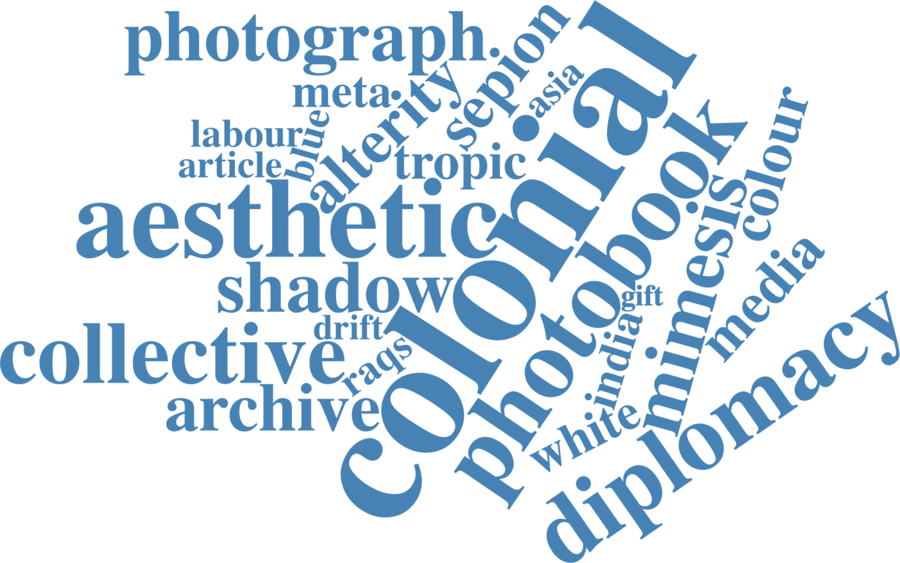 photograph.
meta.
sepion
asia
colonial
labour
blue
alterity
article
tropic
photobook
colour
aesthetic
mimesis
shadow
media
gift
drift
india
collective
raqs
archive
white
diplomacy